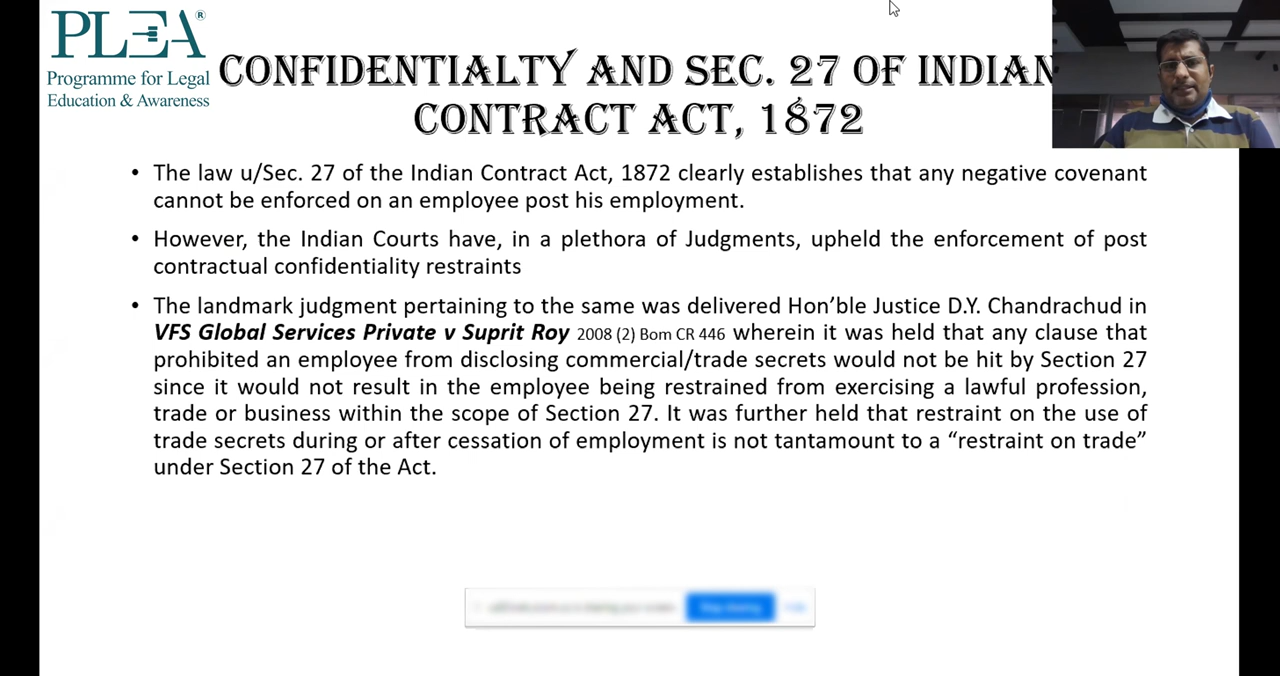 PLEA®
Programme for Legal
Education & Awareness
CONFIDENTIALTY AND SEC. 27 OF INDIAN
CONTRACT ACT, 1872
• The law u/Sec. 27 of the Indian Contract Act, 1872 clearly establishes that any negative covenant
cannot be enforced on an employee post his employment.
• However, the Indian Courts have, in a plethora of Judgments, upheld the enforcement of post
contractual confidentiality restraints
• The landmark judgment pertaining to the same was delivered Hon’ble Justice D.Y. Chandrachud in
VFS Global Services Private v Suprit Roy 2008 (2) Bom CR 446 wherein it was held that any clause that
prohibited an employee from disclosing commercial/trade secrets would not be hit by Section 27
since it would not result in the employee being restrained from exercising a lawful profession,
trade or business within the scope of Section 27. It was further held that restraint on the use of
trade secrets during or after cessation of employment is not tantamount to a “restraint on trade”
under Section 27 of the Act.